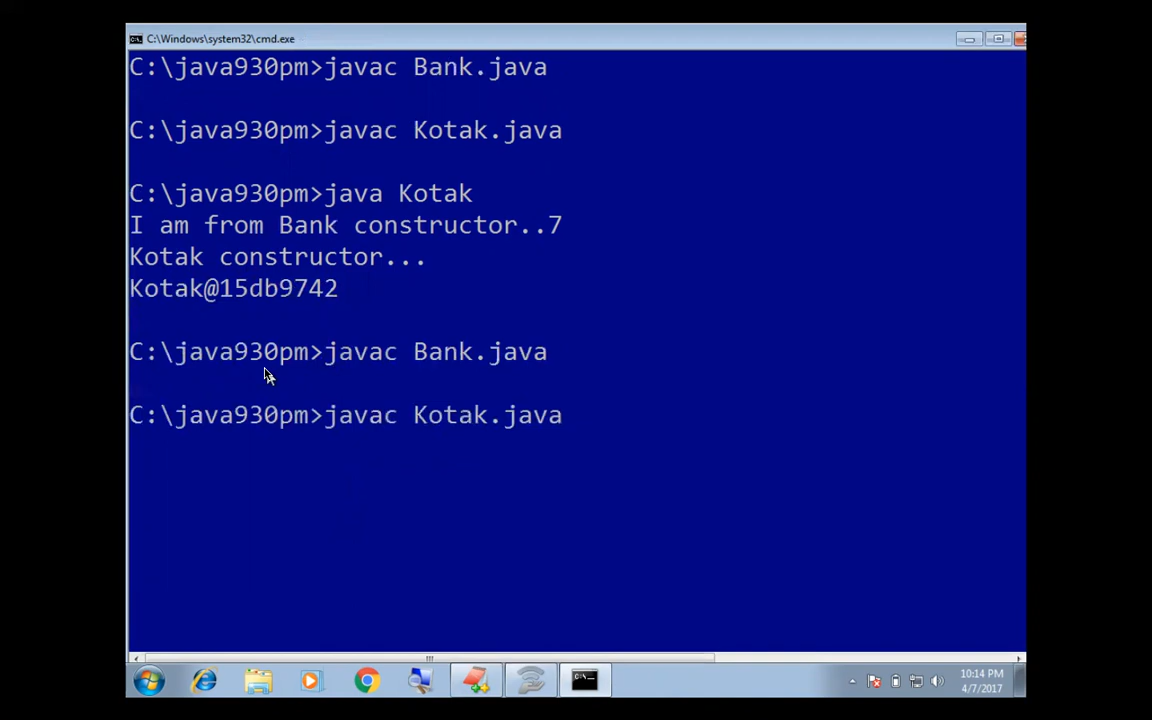 C:\Windows\system32\cmd.exe
C:\java930pm>javac Bank.java
C:\java930pm>javac Kotak.java
C:\java930pm>java Kotak
I am from Bank constructor..7
Kotak constructor...
Kotak@15db9742
C:\java930pm>javac Bank.java
C:\java930pm>javac Kotak.java
10:14 PM
4/7/2017